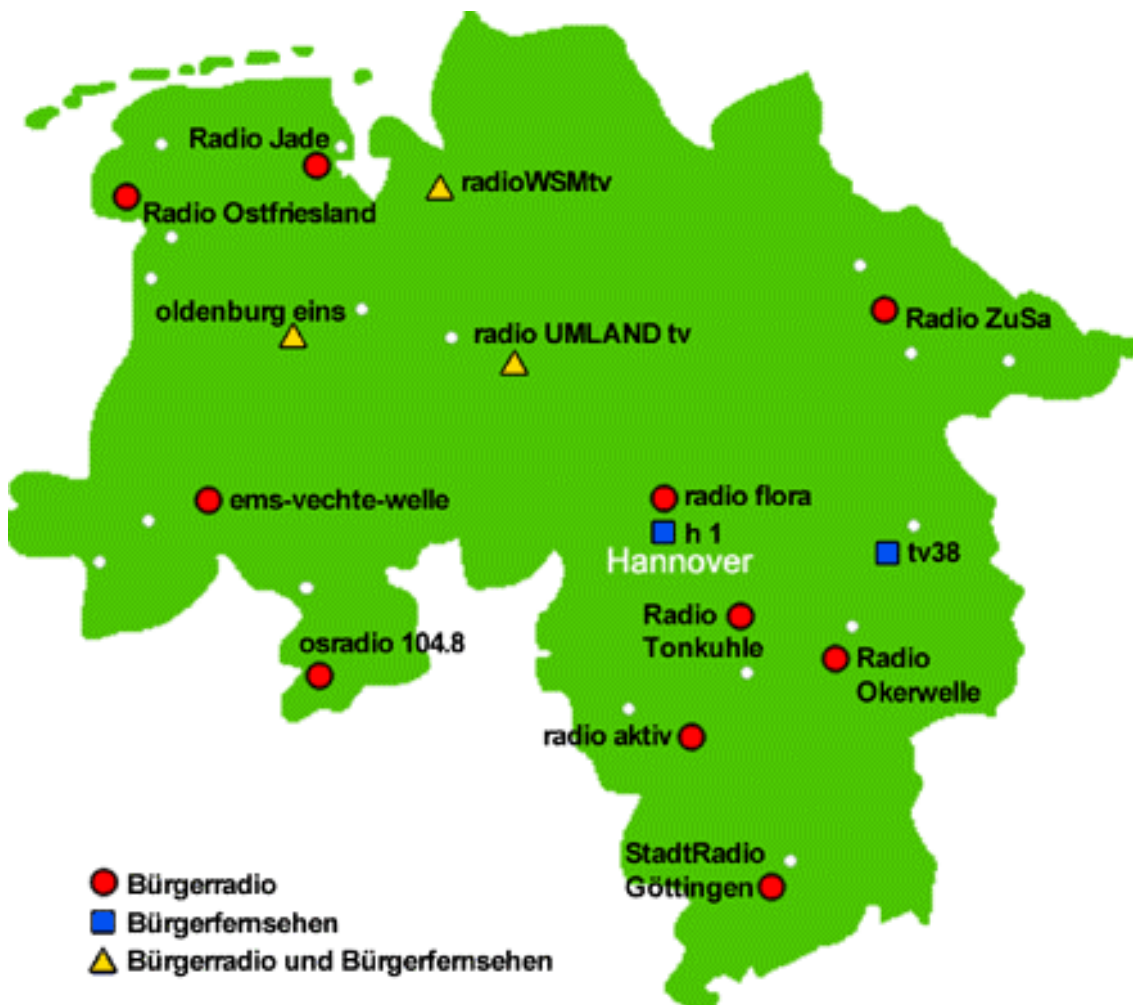 Radio Jade
radioWSMtv
Radio Ostfriesland
oldenburg eins
radio UMLAND tv
Radio ZuSa
ems-vechte-welle
radio flora
h 1
Hannover
tv38
Radio
Tonkuhle
osradio 104.8
Radio
Okerwelle
radio aktiv
StadtRadio
Göttingen
Bürgerradio
Bürgerfernsehen
Bürgerradio und Bürgerfernsehen